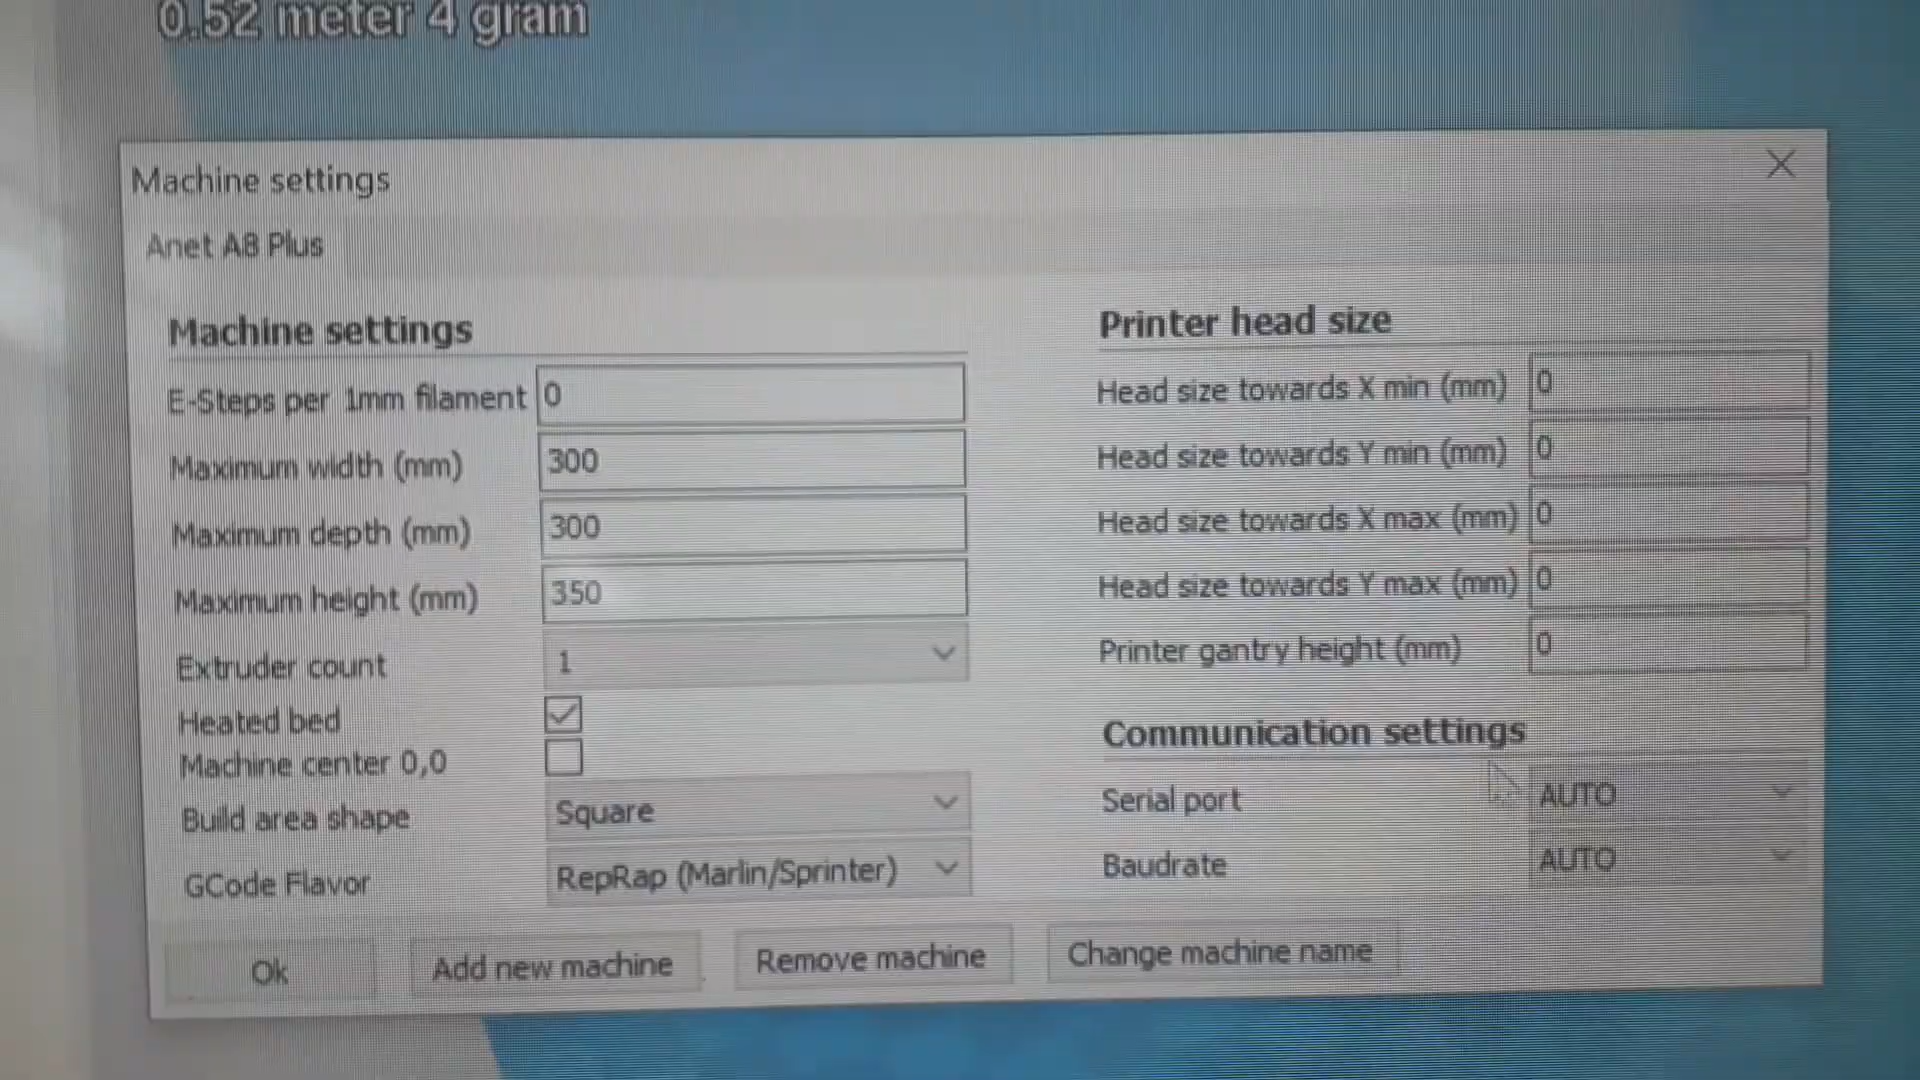 0.52 meter 4 gram
Machine settings
Anet A8 Plus
Machine settings
E-Steps per 1mm filament 0
Maximum width (mm) 300
Maximum depth (mm) 300
Maximum height (mm) 350
Extruder count 1
Heated bed
Machine center 0,0
Build area shape Square
GCode Flavor RepRap (Marlin/Sprinter)
Printer head size
Head size towards X min (mm) 0
Head size towards Y min (mm) 0
Head size towards X max (mm) 0
Head size towards Y max (mm) 0
Printer gantry height (mm) 0
Communication settings
Serial port AUTO
Baudrate AUTO
Ok Add new machine Remove machine Change machine name